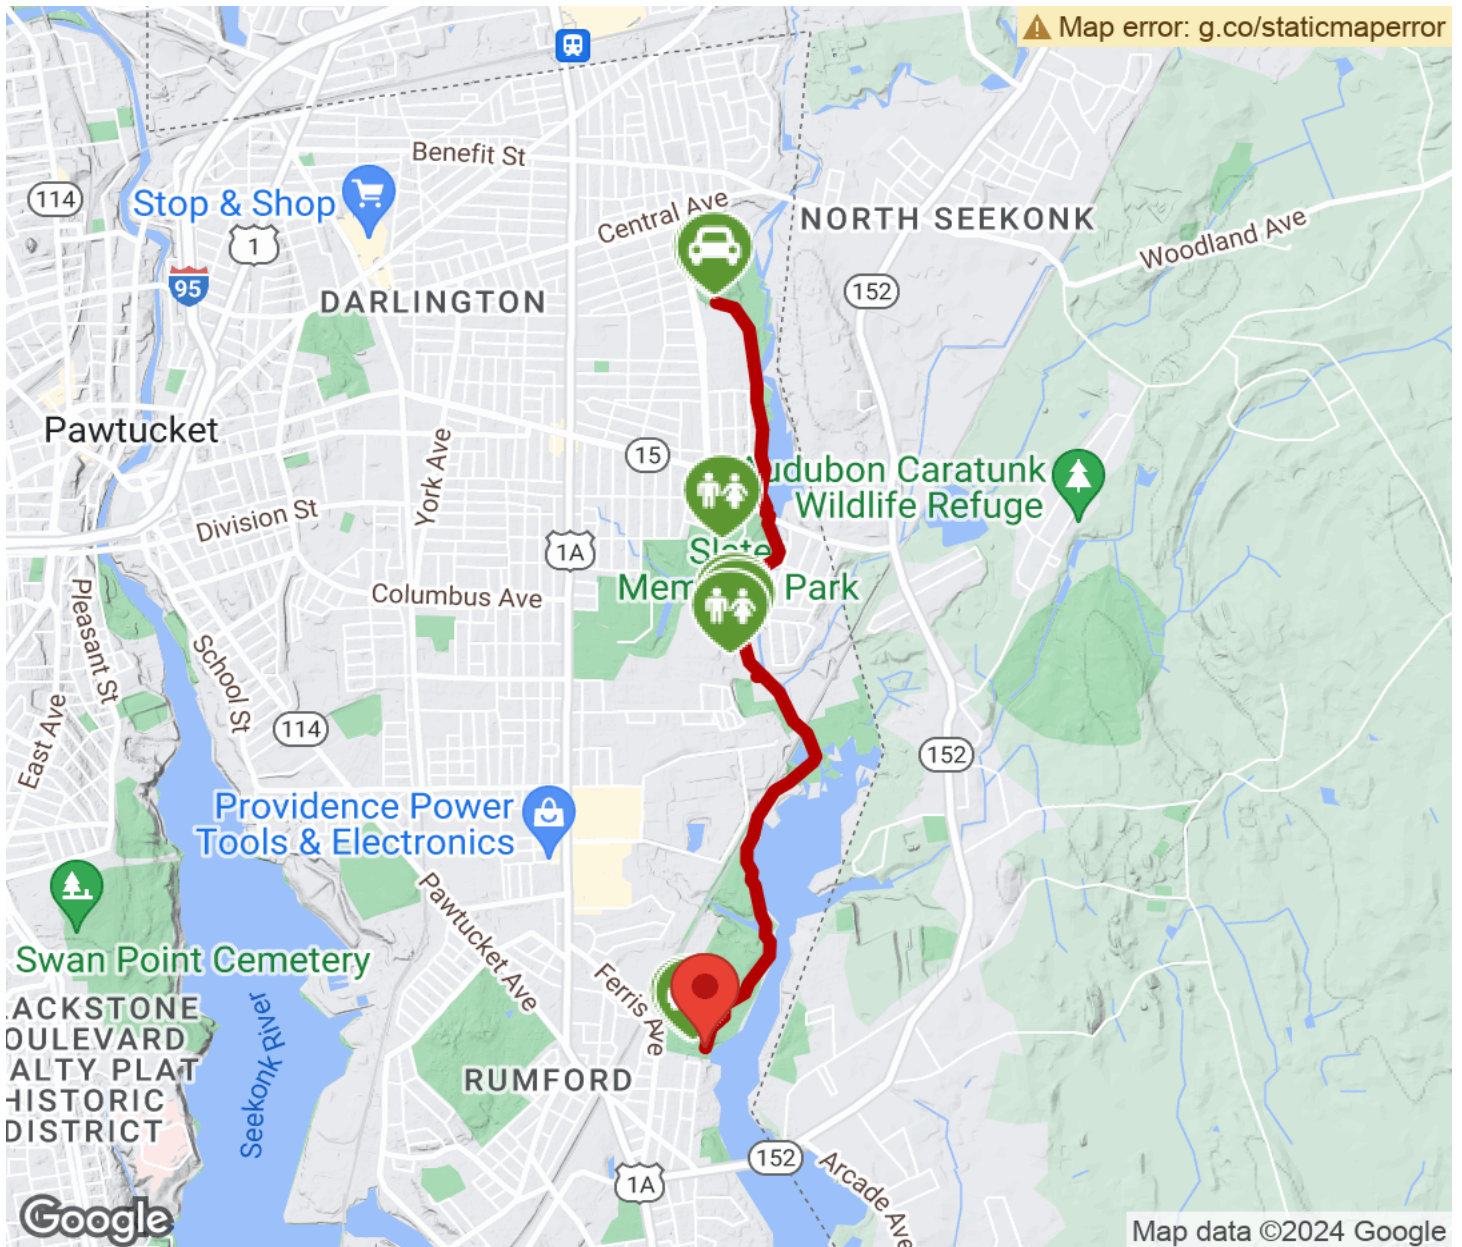 Map error: g.co/staticmaperror
Benefit St
114
Stop & Shop
Central Ave
NORTH SEEKONK
Woodland Ave
1
95
152
DARLINGTON
Pawtucket
15
York Ave
Audubon Caratunk
Wildlife Refuge
Division St
1A
Columbus Ave
Park
Pleasant St
School St
East Ave
114
152
Providence Power
Tools & Electronics
Pawtucket Ave
Swan Point Cemetery
Ferris Ave
Seekonk River
RUMFORD
HISTORIC
DISTRICT
152
1A
Arcade Ave
Google
Map data ©2024 Google